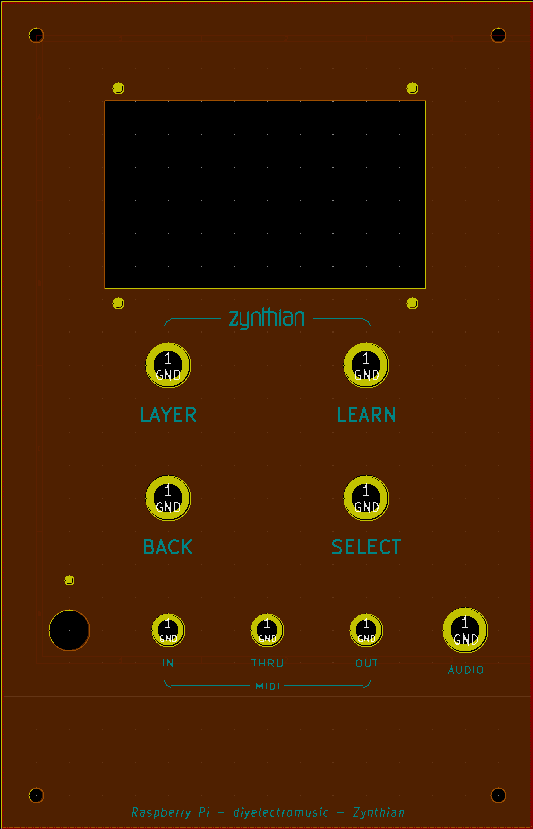 zynthian
1 1
GND GND
LAYER LEARN
1 1
GND GND
BACK SELECT
1 1 1 1
GND GND GND GND
IN THRU OUT AUDIO
MIDI
Raspberry Pi - diyelectromusic - Zynthian